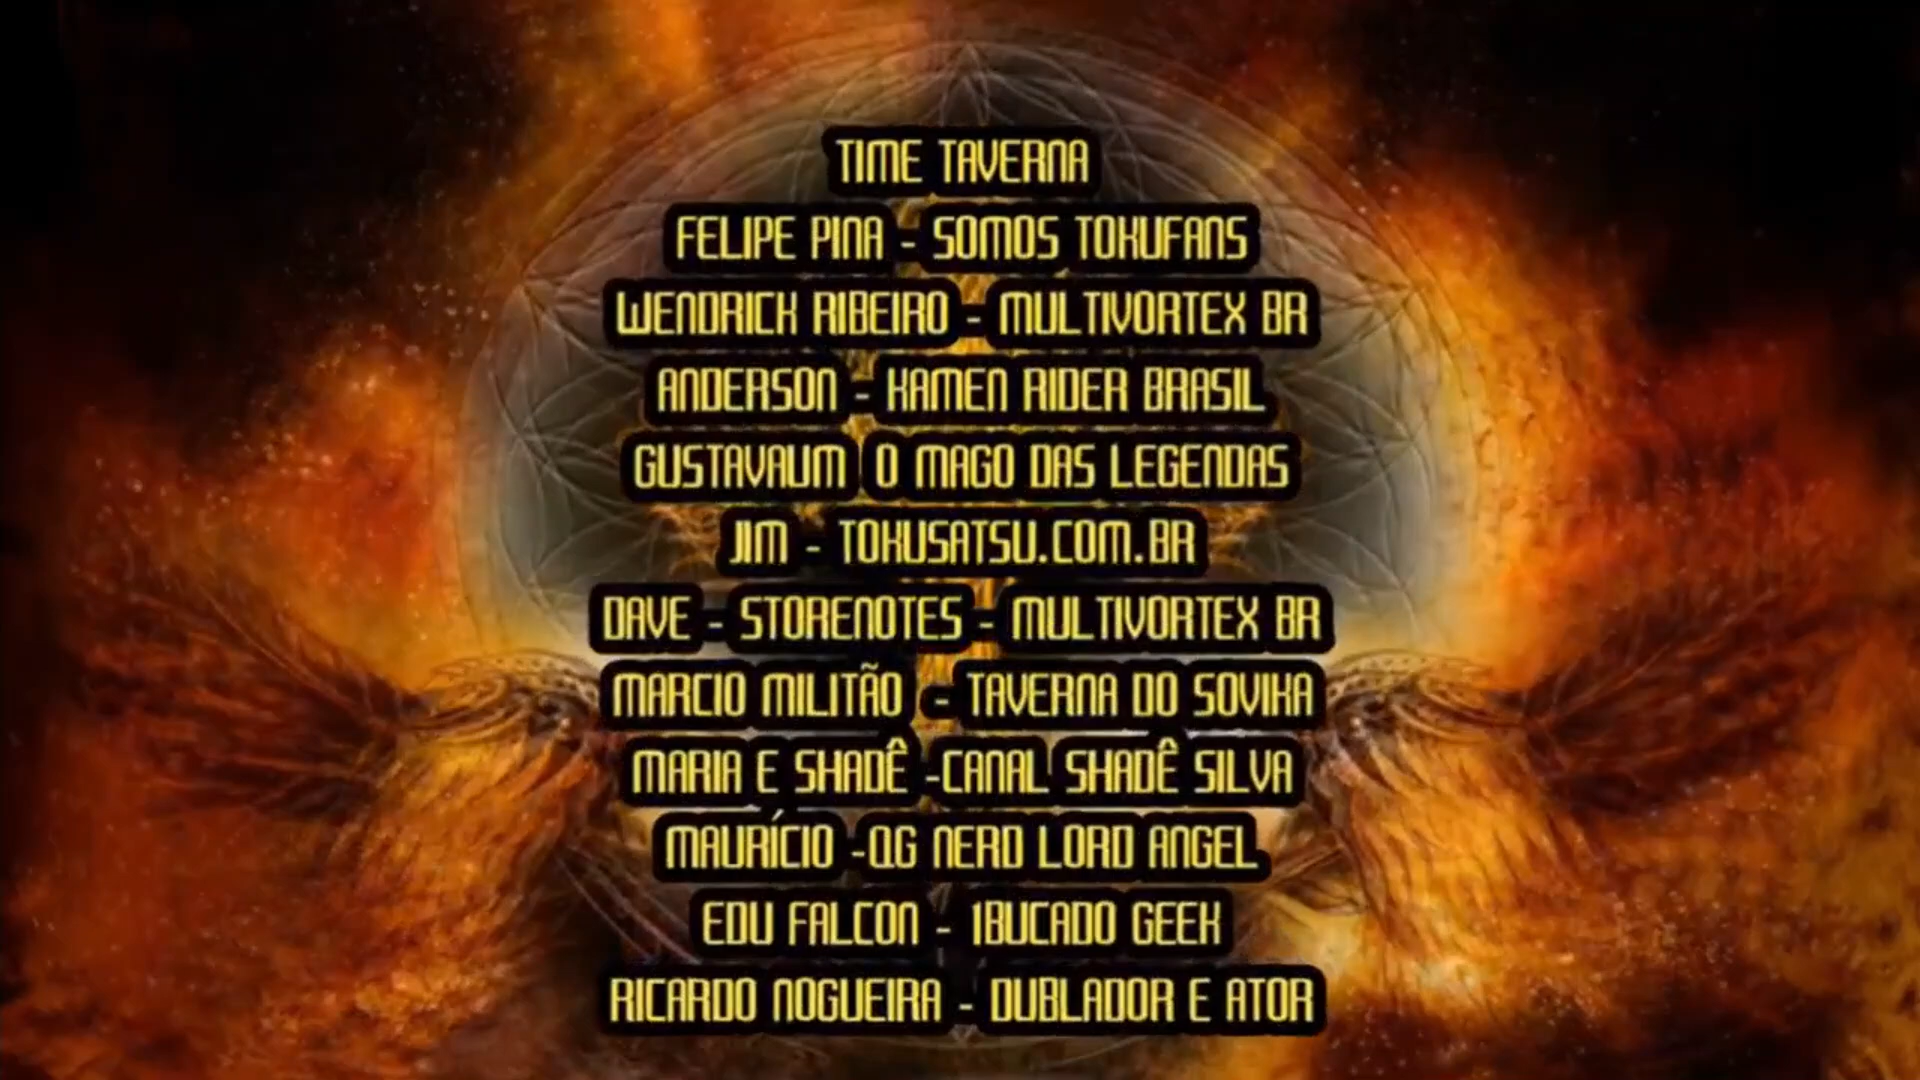 TIME TAVERNA
FELIPE PINA - SOMOS TOKUFANS
WENDRICK RIBEIRO - MULTIVORTEX BR
ANDERSON - KAMEN RIDER BRASIL
GUSTAVAUM O MAGO DAS LEGENDAS
JIM - TOKUSATSU.COM.BR
DAVE - STORENOTES - MULTIVORTEX BR
MARCIO MILITÃO - TAVERNA DO SOVIKA
MARIA E SHADÊ -CANAL SHADÊ SILVA
MAURÍCIO -QG NERD LORD ANGEL
EDU FALCON - 1BUCADO GEEK
RICARDO NOGUEIRA - DUBLADOR E ATOR